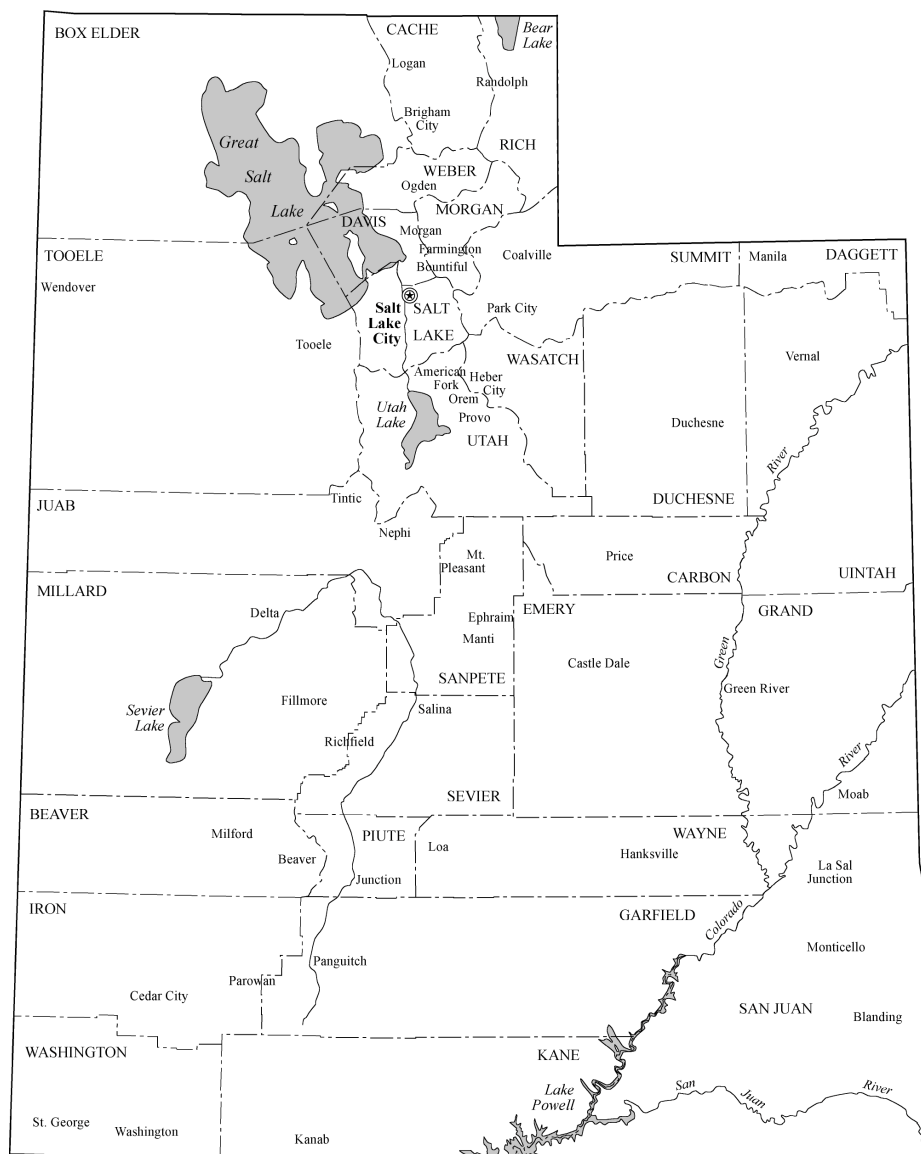 BOX ELDER
CACHE
Bear
Lake
Logan
Randolph
Brigham
City
Great
Salt
Lake
RICH
WEBER
Ogden
MORGAN
DAVIS
Morgan
Farmington
Bountiful
Coalville
TOOELE
Wendover
SUMMIT
Manila
DAGGETT
Salt
Lake
City
SALT
LAKE
Park City
Tooele
WASATCH
Vernal
American
Fork
Heber
City
Orem
Provo
Utah
Lake
UTAH
Duchesne
River
DUCHESNE
Tintic
JUAB
Nephi
Mt.
Pleasant
Price
CARBON
UINTAH
MILLARD
Delta
Ephraim
EMERY
GRAND
Manti
Castle Dale
Green
SANPETE
Green River
Sevier
Lake
Fillmore
Salina
Richfield
River
SEVIER
Moab
BEAVER
Milford
PIUTE
WAYNE
Beaver
Loa
Hanksville
La Sal
Junction
Junction
IRON
GARFIELD
Colorado
Panguitch
Monticello
Parowan
Cedar City
SAN JUAN
Blanding
WASHINGTON
KANE
Lake
Powell
San
Juan
River
St. George
Washington
Kanab